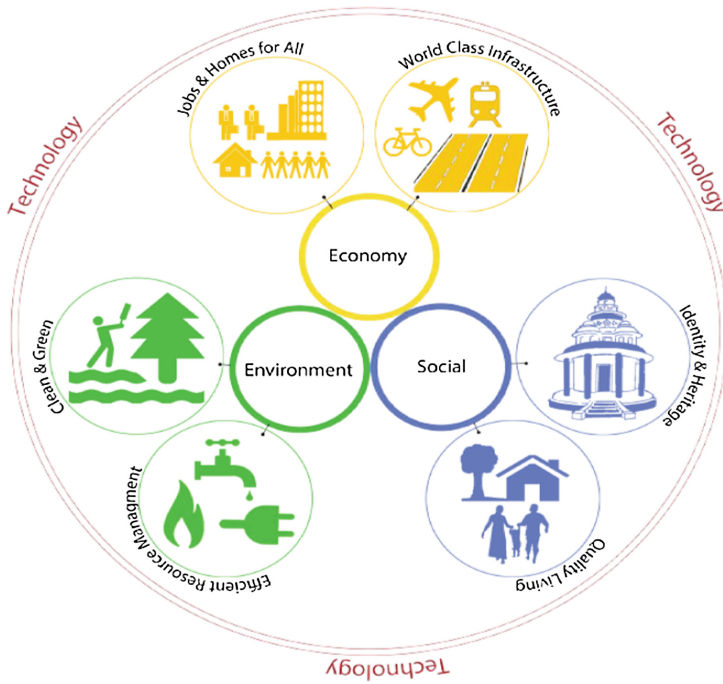 Jobs & Homes for All
World Class Infrastructure
Technology
Technology
Economy
Clean & Green
Environment
Social
Identity & Heritage
Efficient Resource Managment
Quality Living
Technology